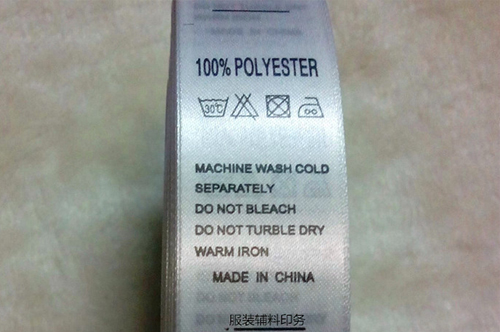 100% POLYESTER
30℃
MACHINE WASH COLD
SEPARATELY
DO NOT BLEACH
DO NOT TURBLE DRY
WARM IRON
MADE IN CHINA
服装辅料印务